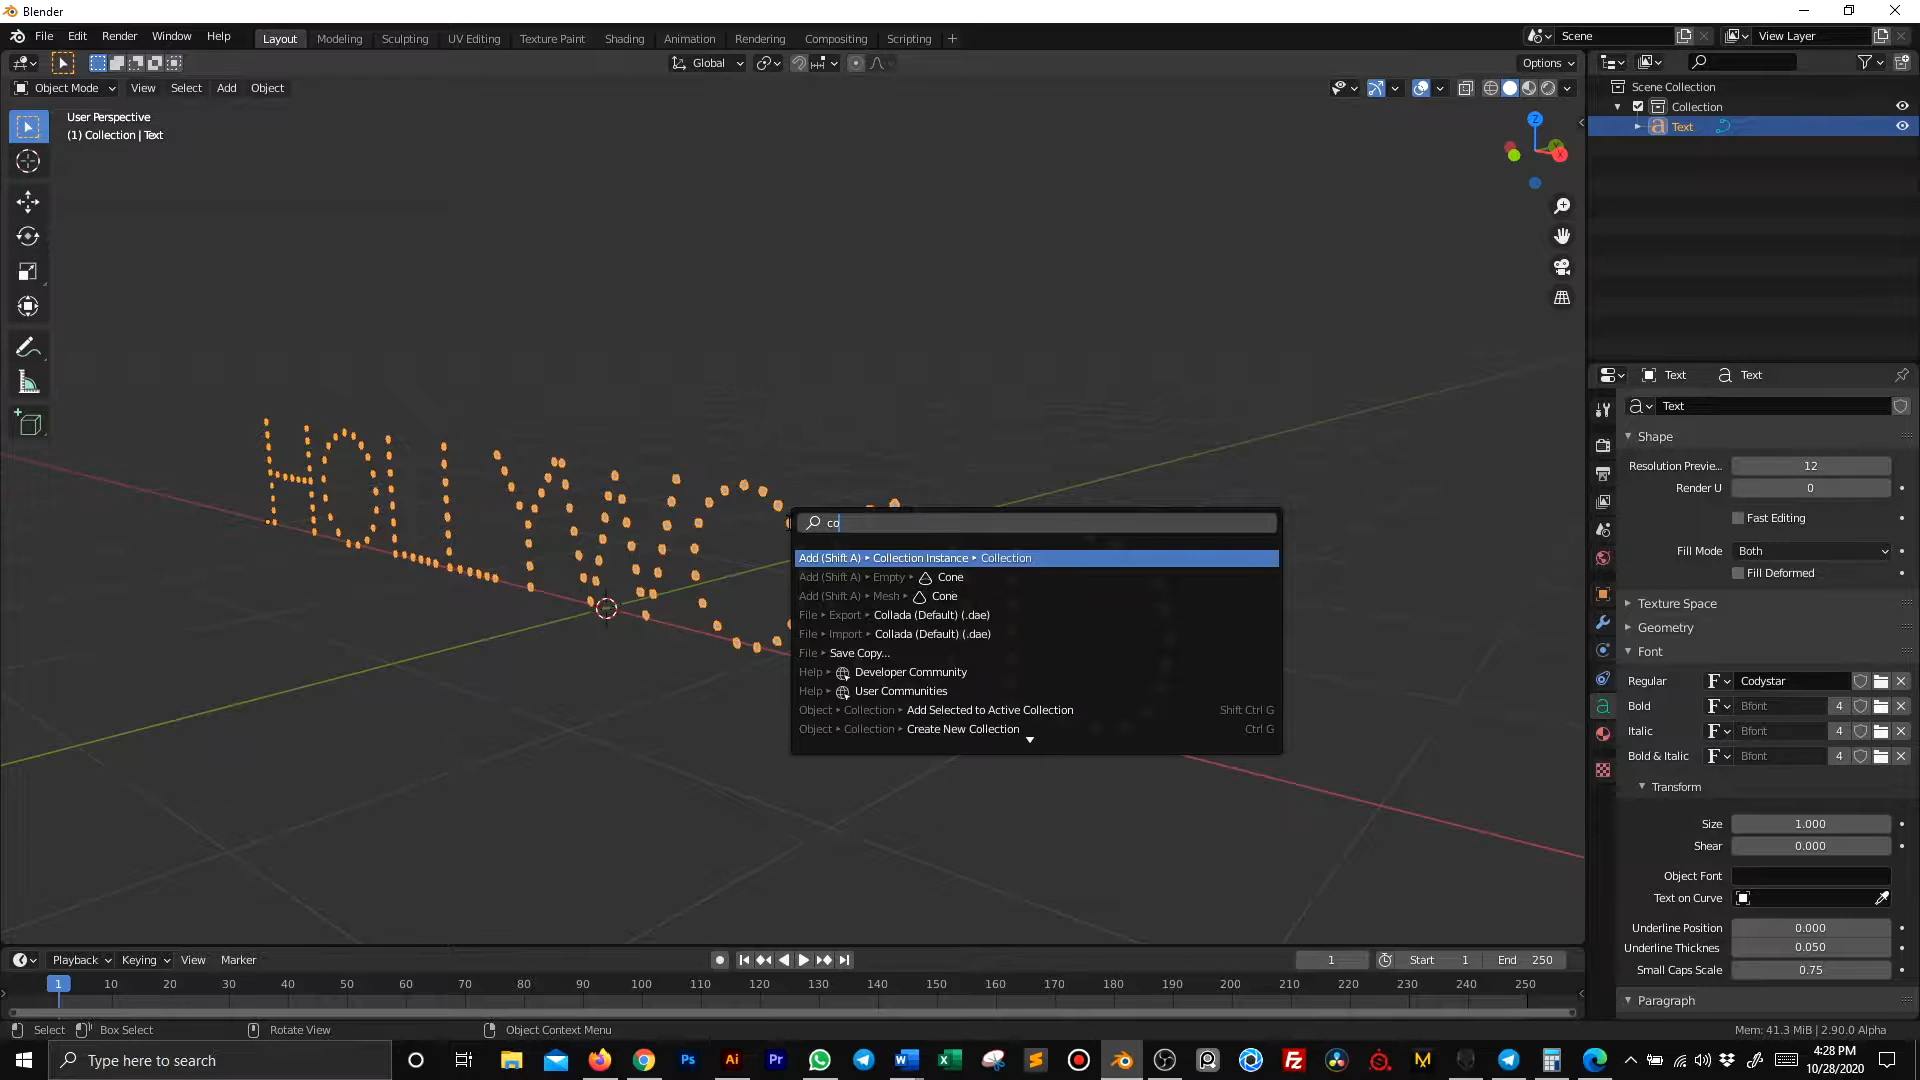 Blender
File Edit Render Window Help
Layout Modeling Sculpting UV Editing Texture Paint Shading Animation Rendering Compositing Scripting +
Scene
View Layer
Global
Options
Object Mode View Select Add Object
User Perspective
(1) Collection | Text
Z
X
Scene Collection
Collection
Text
co
Add (Shift A) ▸ Collection Instance ▸ Collection
Add (Shift A) ▸ Empty ▸ Cone
Add (Shift A) ▸ Mesh ▸ Cone
File ▸ Export ▸ Collada (Default) (.dae)
File ▸ Import ▸ Collada (Default) (.dae)
File ▸ Save Copy...
Help ▸ Developer Community
Help ▸ User Communities
Object ▸ Collection ▸ Add Selected to Active Collection Shift Ctrl G
Object ▸ Collection ▸ Create New Collection Ctrl G
Text Text
Text
Shape
Resolution Previe... 12
Render U 0
Fast Editing
Fill Mode Both
Fill Deformed
Texture Space
Geometry
Font
Regular F Codystar
Bold F Bfont 4
Italic F Bfont 4
Bold & Italic F Bfont 4
Transform
Size 1.000
Shear 0.000
Object Font
Text on Curve
Underline Position 0.000
Underline Thicknes 0.050
Small Caps Scale 0.75
Paragraph
Playback Keying View Marker
1 Start 1 End 250
1 10 20 30 40 50 60 70 80 90 100 110 120 130 140 150 160 170 180 190 200 210 220 230 240 250
Select Box Select Rotate View Object Context Menu
Mem: 41.3 MiB | 2.90.0 Alpha
Type here to search
4:28 PM
10/28/2020